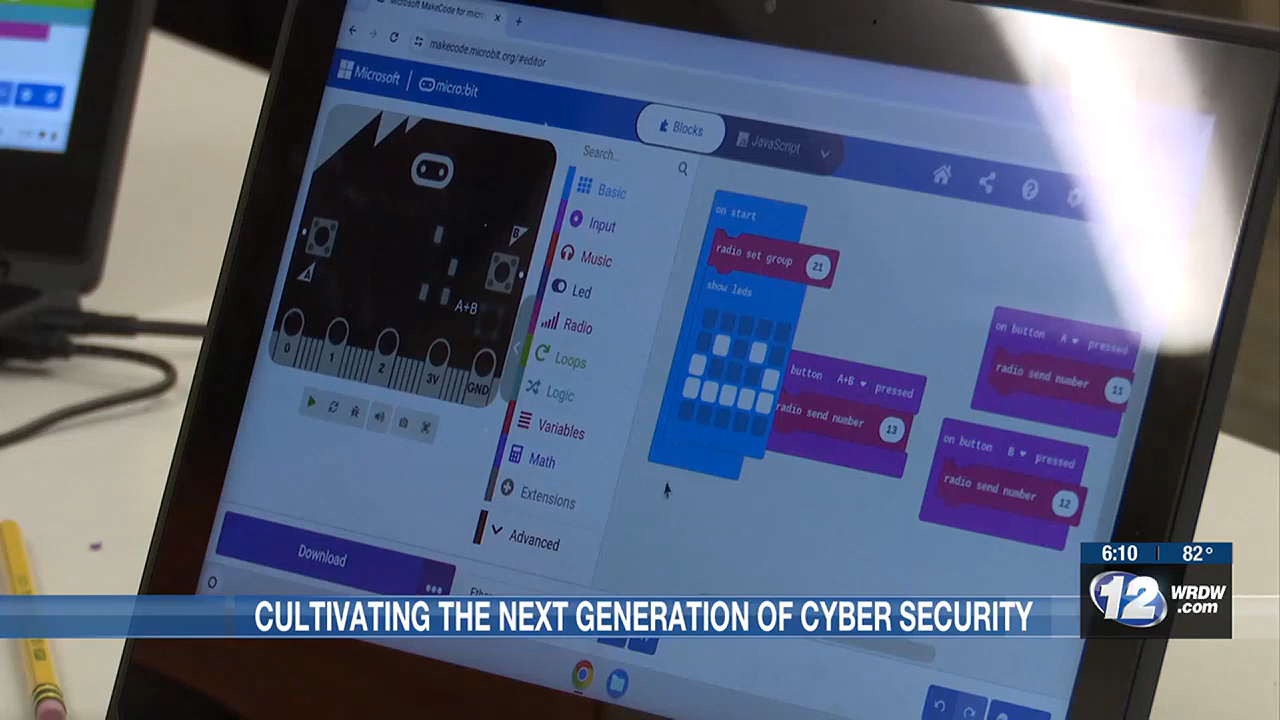 Microsoft MakeCode for micro
makecode.microbit.org/#editor
Microsoft
micro:bit
Blocks
JavaScript
Search...
Basic
Input
Music
Led
Radio
Loops
Logic
Variables
Math
Extensions
Advanced
B
A
A+B
0
1
2
3V
GND
Download
on start
radio set group 21
show leds
button A+B pressed
radio send number 13
on button A pressed
radio send number 11
on button B pressed
radio send number 12
CULTIVATING THE NEXT GENERATION OF CYBER SECURITY
6:10 82°
12 WRDW
.com